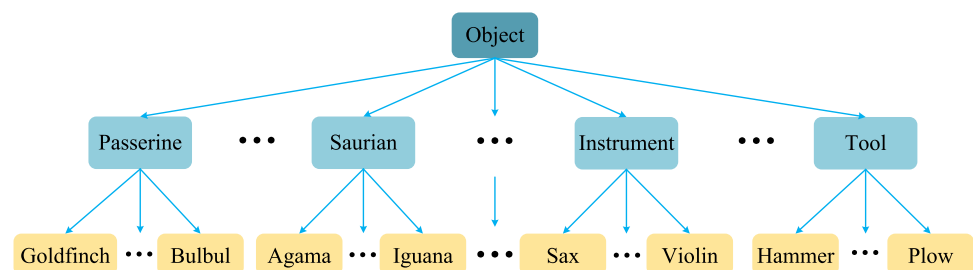 Object
Passerine ••• Saurian ••• Instrument ••• Tool
Goldfinch ••• Bulbul Agama ••• Iguana ••• Sax ••• Violin Hammer ••• Plow